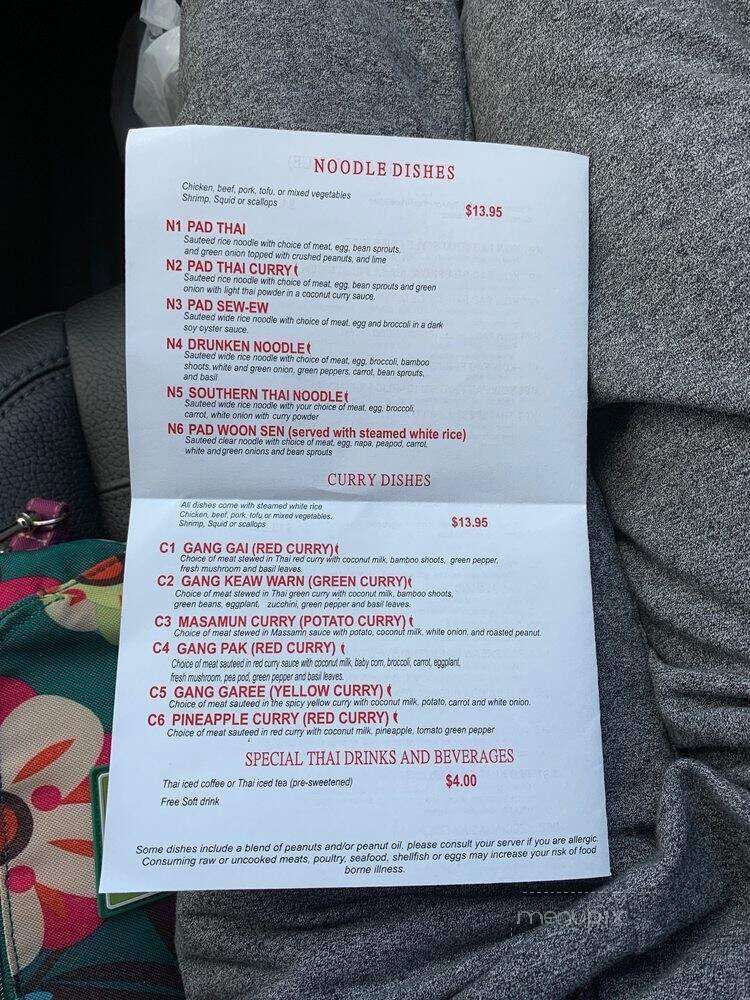 NOODLE DISHES
Chicken, beef, pork, tofu, or mixed vegetables
Shrimp, Squid or scallops
$13.95
N1 PAD THAI
Sauteed rice noodle with choice of meat, egg, bean sprouts,
and green onion topped with crushed peanuts, and lime
N2 PAD THAI CURRY
Sauteed rice noodle with choice of meat, egg, bean sprouts and green
onion with light thai powder in a coconut curry sauce.
N3 PAD SEW-EW
Sauteed wide rice noodle with choice of meat, egg and broccoli in a dark
soy oyster sauce.
N4 DRUNKEN NOODLE
Sauteed wide rice noodle with choice of meat, egg, broccoli, bamboo
shoots, white and green onion, green peppers, carrot, bean sprouts,
and basil
N5 SOUTHERN THAI NOODLE
Sauteed wide rice noodle with your choice of meat, egg, broccoli,
carrot, white onion with curry powder
N6 PAD WOON SEN (served with steamed white rice)
Sauteed clear noodle with choice of meat, egg, napa, peapod, carrot,
white and green onions and bean sprouts
CURRY DISHES
All dishes come with steamed white rice
Chicken, beef, pork, tofu or mixed vegetables.
Shrimp, Squid or scallops
$13.95
C1 GANG GAI (RED CURRY)
Choice of meat stewed in Thai red curry with coconut milk, bamboo shoots, green pepper,
fresh mushroom and basil leaves.
C2 GANG KEAW WARN (GREEN CURRY)
Choice of meat stewed in Thai green curry with coconut milk, bamboo shoots,
green beans, eggplant, zucchini, green pepper and basil leaves.
C3 MASAMUN CURRY (POTATO CURRY)
Choice of meat stewed in Massamn sauce with potato, coconut milk, white onion, and roasted peanut.
C4 GANG PAK (RED CURRY)
Choice of meat sauteed in red curry sauce with coconut milk, baby corn, broccoli, carrot, eggplant,
fresh mushroom, pea pod, green pepper and basil leaves.
C5 GANG GAREE (YELLOW CURRY)
Choice of meat sauteed in the spicy yellow curry with coconut milk, potato, carrot and white onion.
C6 PINEAPPLE CURRY (RED CURRY)
Choice of meat sauteed in red curry with coconut milk, pineapple, tomato green pepper
SPECIAL THAI DRINKS AND BEVERAGES
Thai iced coffee or Thai iced tea (pre-sweetened)
$4.00
Free Soft drink
Some dishes include a blend of peanuts and/or peanut oil. please consult your server if you are allergic.
Consuming raw or uncooked meats, poultry, seafood, shellfish or eggs may increase your risk of food
borne illness.
menupix